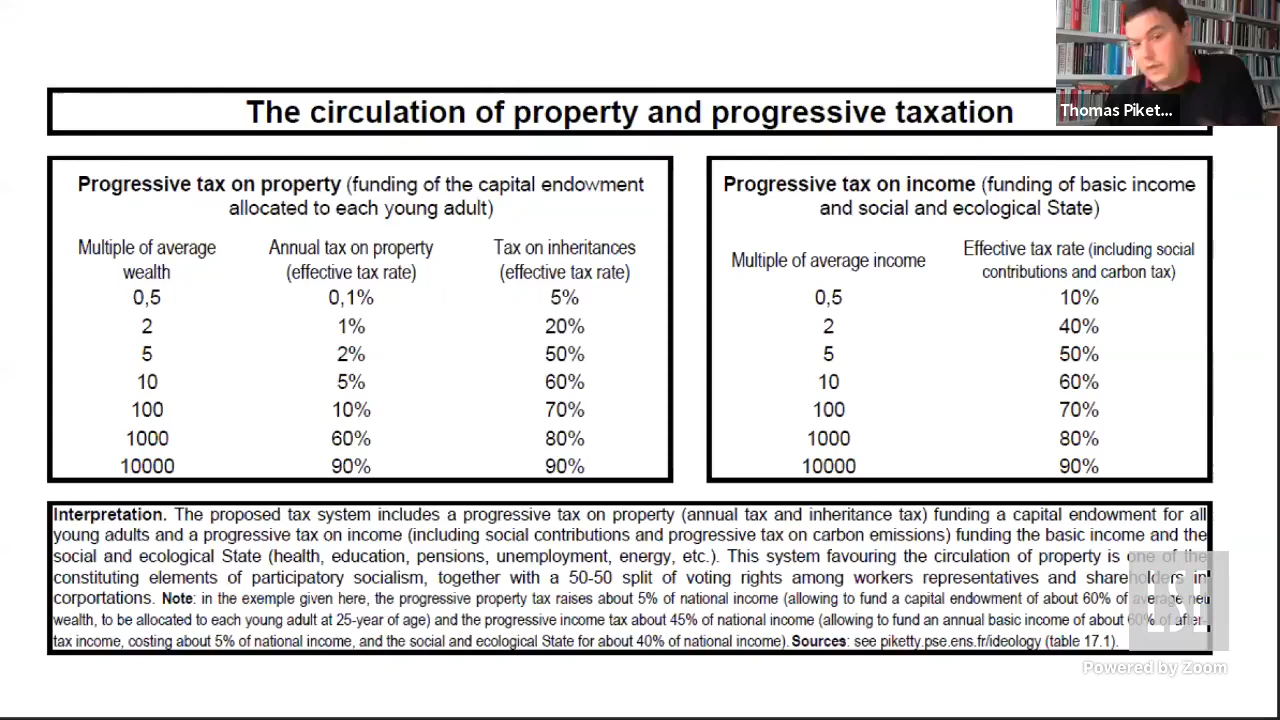 The circulation of property and progressive taxation
Thomas Piket...
Progressive tax on property (funding of the capital endowment
allocated to each young adult)
Multiple of average
wealth
Annual tax on property
(effective tax rate)
Tax on inheritances
(effective tax rate)
0,5 0,1% 5%
2 1% 20%
5 2% 50%
10 5% 60%
100 10% 70%
1000 60% 80%
10000 90% 90%
Progressive tax on income (funding of basic income
and social and ecological State)
Multiple of average income
Effective tax rate (including social
contributions and carbon tax)
0,5 10%
2 40%
5 50%
10 60%
100 70%
1000 80%
10000 90%
Interpretation. The proposed tax system includes a progressive tax on property (annual tax and inheritance tax) funding a capital endowment for all
young adults and a progressive tax on income (including social contributions and progressive tax on carbon emissions) funding the basic income and the
social and ecological State (health, education, pensions, unemployment, energy, etc.). This system favouring the circulation of property is one of the
constituting elements of participatory socialism, together with a 50-50 split of voting rights among workers representatives and shareholders in
corportations. Note: in the exemple given here, the progressive property tax raises about 5% of national income (allowing to fund a capital endowment of about 60% of average net
wealth, to be allocated to each young adult at 25-year of age) and the progressive income tax about 45% of national income (allowing to fund an annual basic income of about 60% of after-
tax income, costing about 5% of national income, and the social and ecological State for about 40% of national income). Sources: see piketty.pse.ens.fr/ideology (table 17.1).
Powered by Zoom